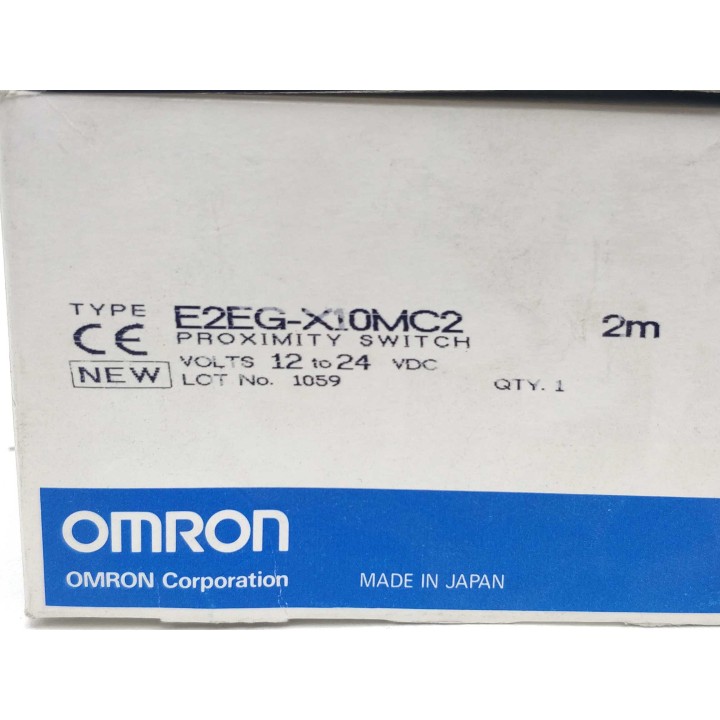 TYPE E2EG-X10MC2 2m
CE PROXIMITY SWITCH
VOLTS 12 to 24 VDC
NEW LOT No. 1059 QTY. 1
OMRON
OMRON Corporation MADE IN JAPAN